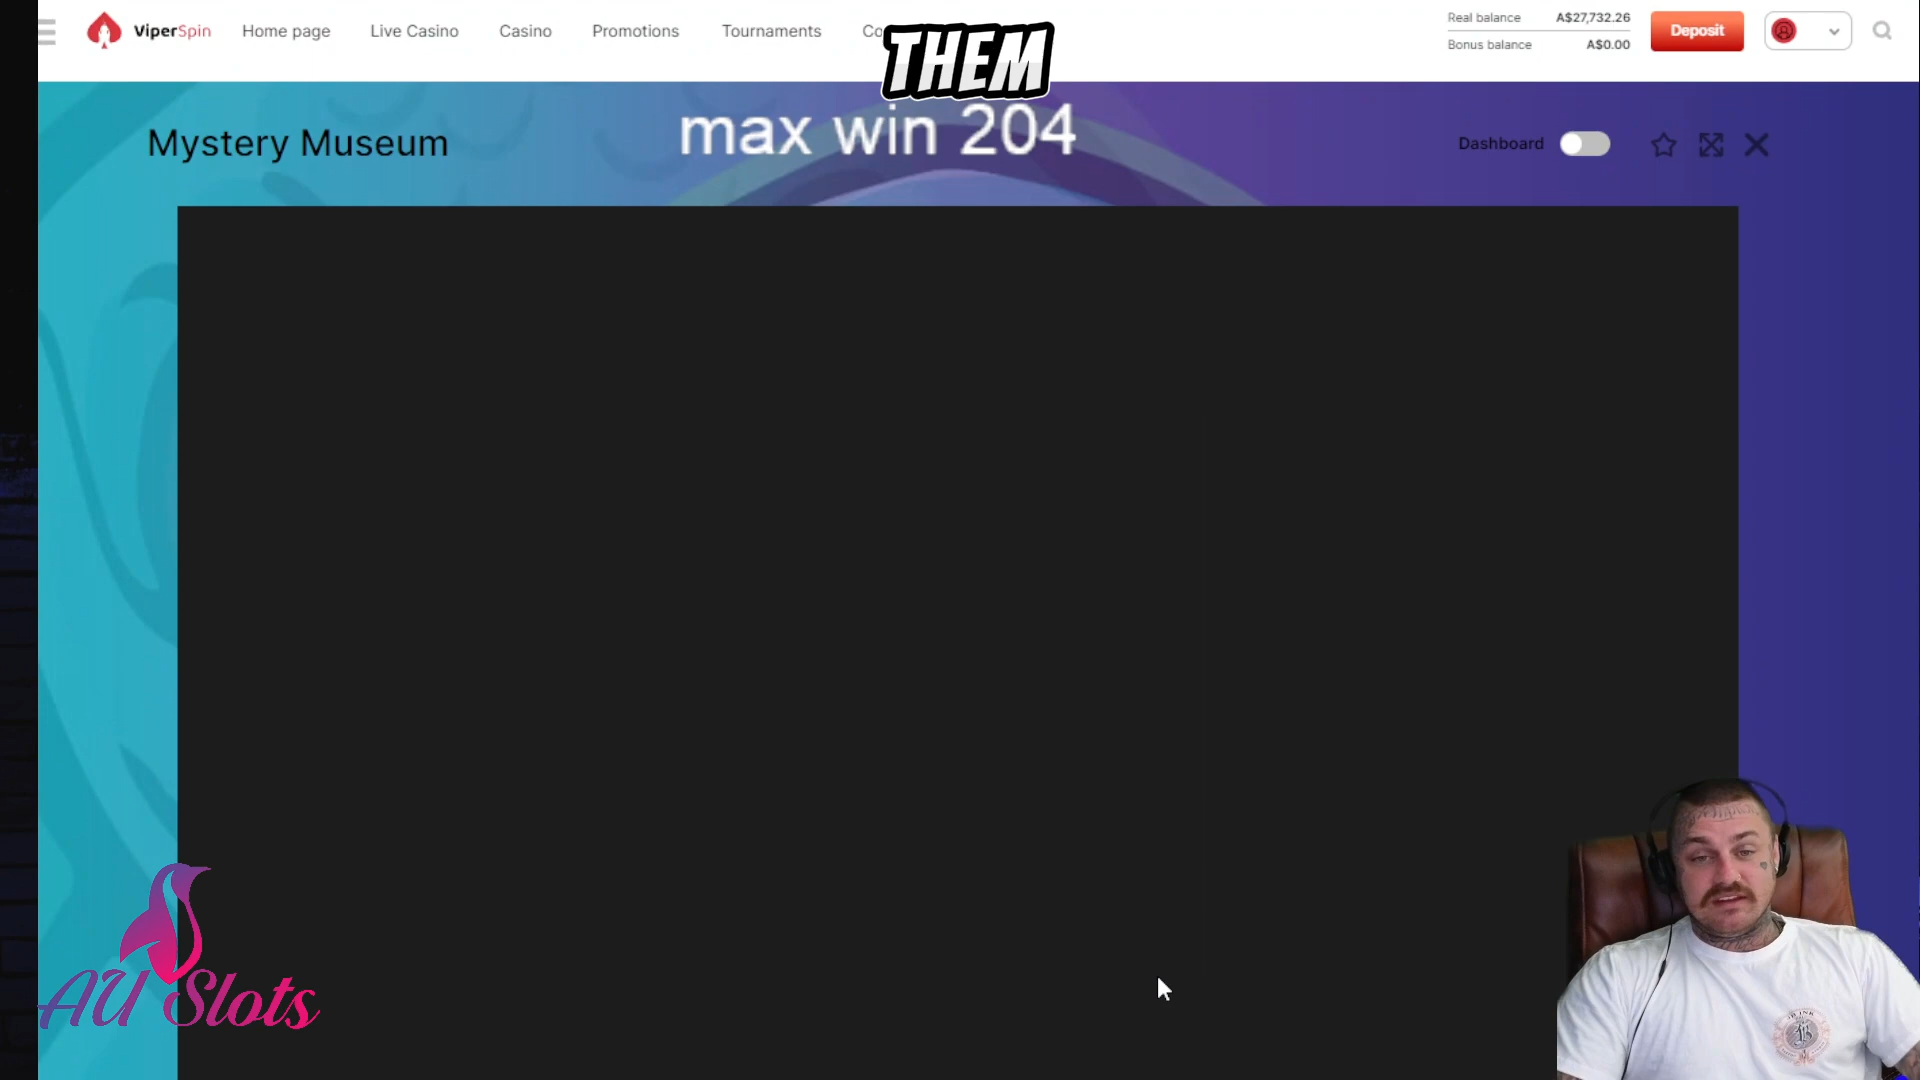 ViperSpin
Home page
Live Casino
Casino
Promotions
Tournaments
Co
THEM
Real balance A$27,732.26
Bonus balance A$0.00
Deposit
Mystery Museum
max win 204
Dashboard
AU Slots